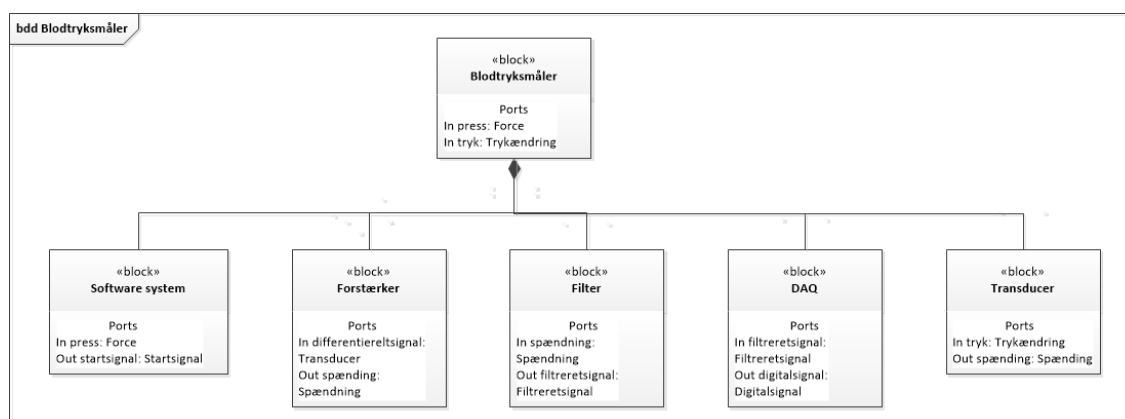 bdd Blodtryksmåler
«block»
Blodtryksmåler
Ports
In press: Force
In tryk: Trykændring
«block»
Software system
Ports
In press: Force
Out startsignal: Startsignal
«block»
Forstærker
Ports
In differentiereltsignal:
Transducer
Out spænding:
Spændning
«block»
Filter
Ports
In spændning:
Spændning
Out filtreretsignal:
Filtreretsignal
«block»
DAQ
Ports
In filtreretsignal:
Filtreretsignal
Out digitalsignal:
Digitalsignal
«block»
Transducer
Ports
In tryk: Trykændring
Out spænding: Spænding